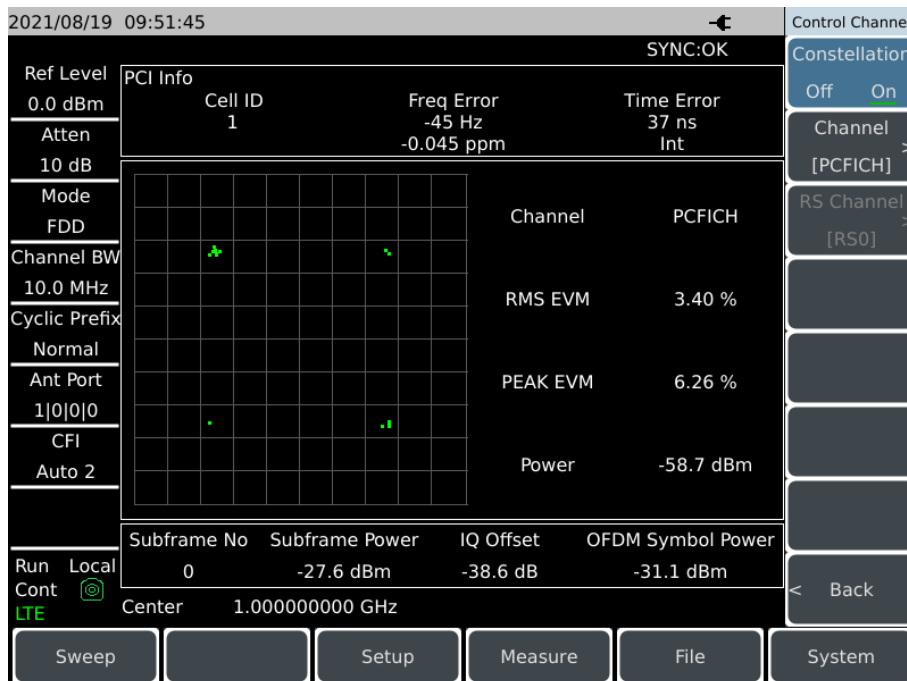 2021/08/19 09:51:45
Control Channe
SYNC:OK
Ref Level
0.0 dBm
Atten
10 dB
Mode
FDD
Channel BW
10.0 MHz
Cyclic Prefix
Normal
Ant Port
1|0|0|0
CFI
Auto 2
Run Local
Cont
LTE
PCI Info
Cell ID Freq Error Time Error
1 -45 Hz 37 ns
-0.045 ppm Int
Channel PCFICH
RMS EVM 3.40 %
PEAK EVM 6.26 %
Power -58.7 dBm
Subframe No Subframe Power IQ Offset OFDM Symbol Power
0 -27.6 dBm -38.6 dB -31.1 dBm
Center 1.000000000 GHz
Constellation
Off On
Channel
>
[PCFICH]
RS Channel
>
[RS0]
< Back
Sweep Setup Measure File System